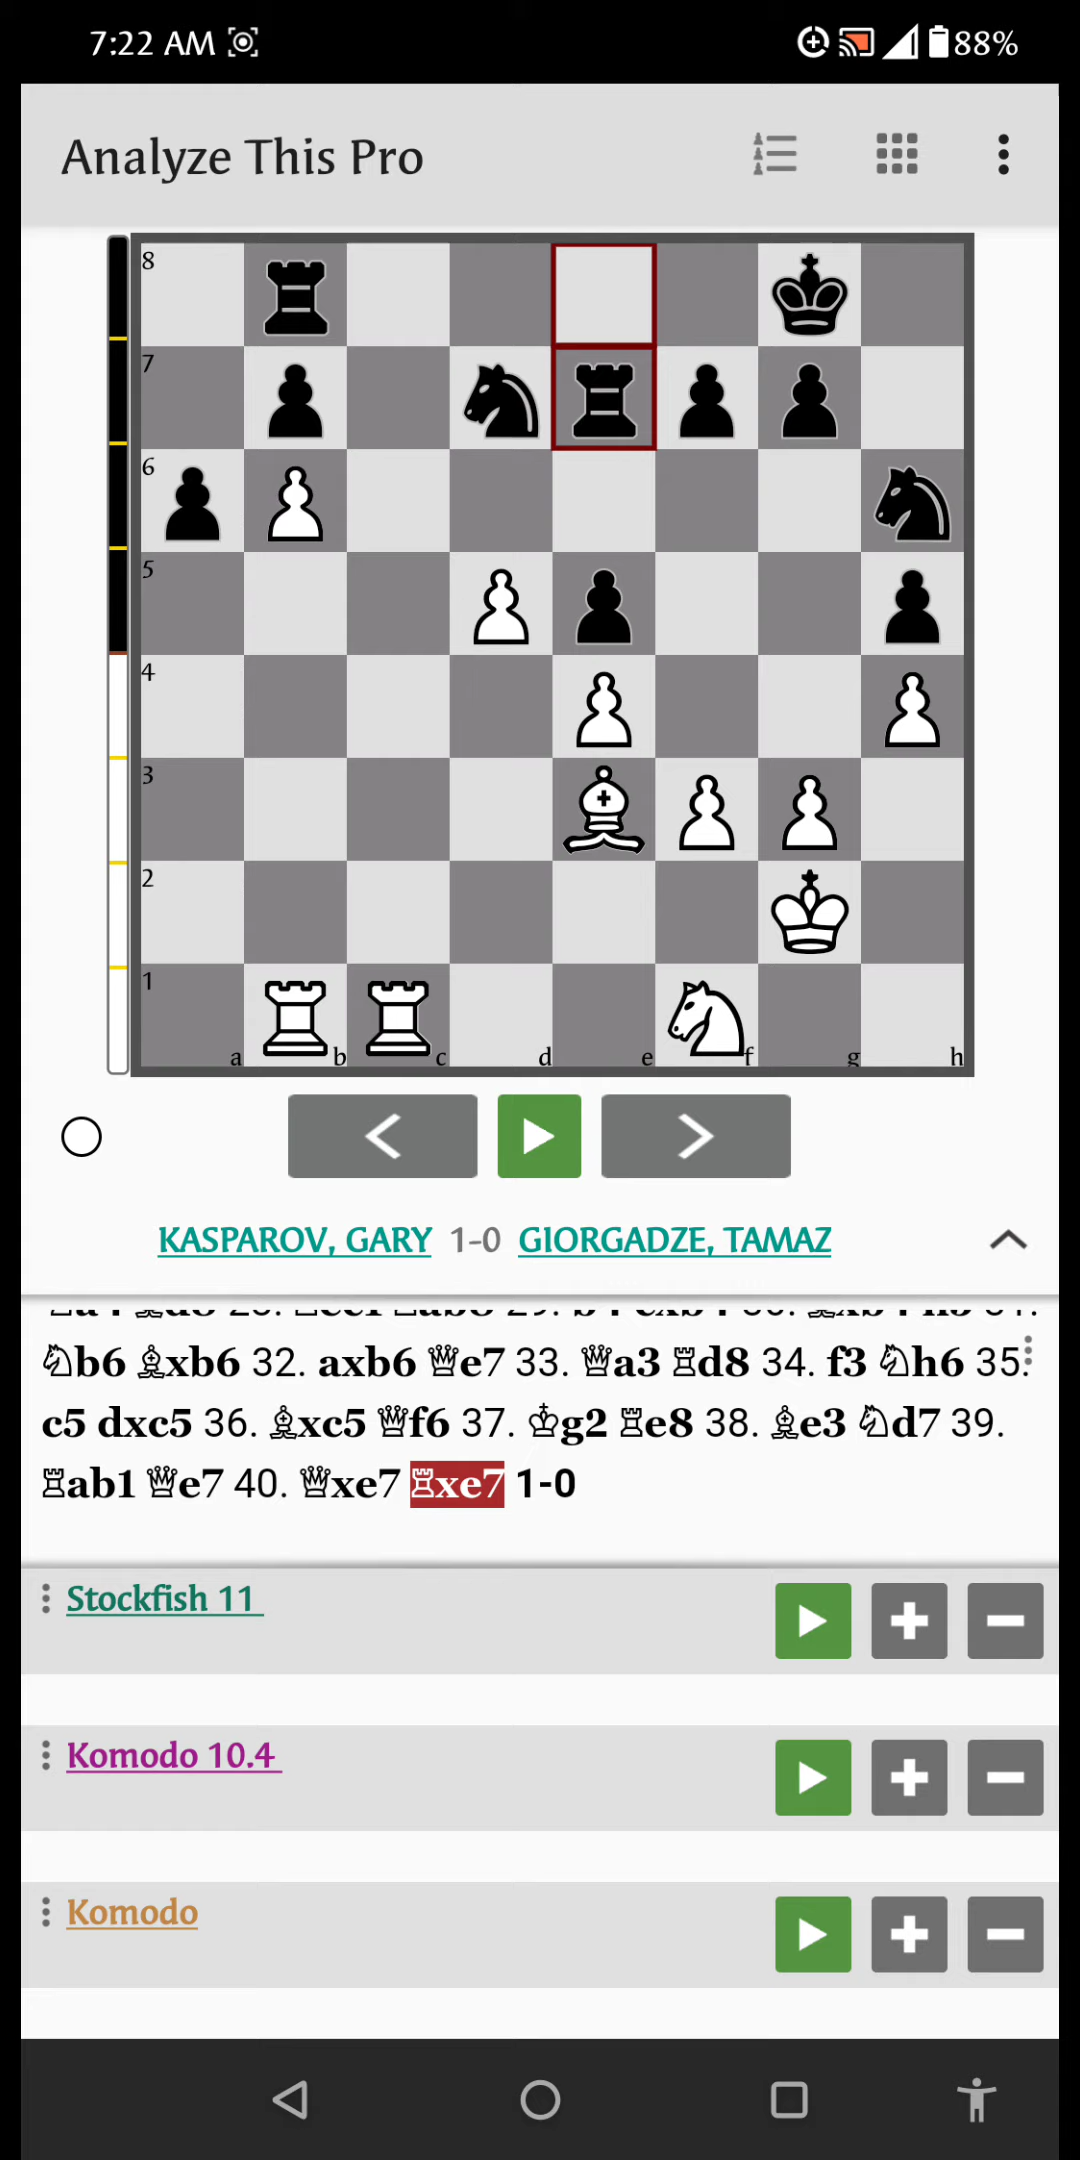 7:22 AM 88%
Analyze This Pro
8
7
6
5
4
3
2
1
a b c d e f g h
KASPAROV, GARY 1-0 GIORGADZE, TAMAZ
♘b6 ♗xb6 32. axb6 ♕e7 33. ♕a3 ♖d8 34. f3 ♘h6 35.
c5 dxc5 36. ♗xc5 ♕f6 37. ♔g2 ♖e8 38. ♗e3 ♘d7 39.
♖ab1 ♕e7 40. ♕xe7 ♖xe7 1-0
Stockfish 11
Komodo 10.4
Komodo